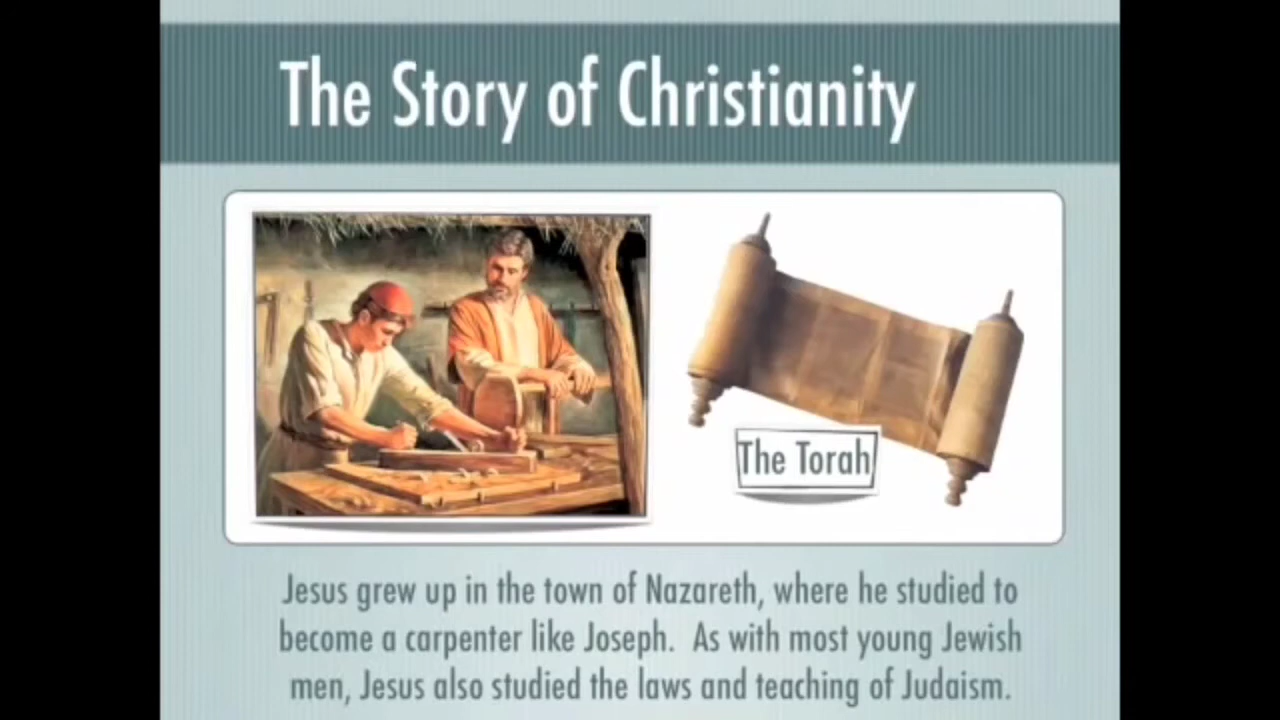 The Story of Christianity
The Torah
Jesus grew up in the town of Nazareth, where he studied to
become a carpenter like Joseph.  As with most young Jewish
men, Jesus also studied the laws and teaching of Judaism.